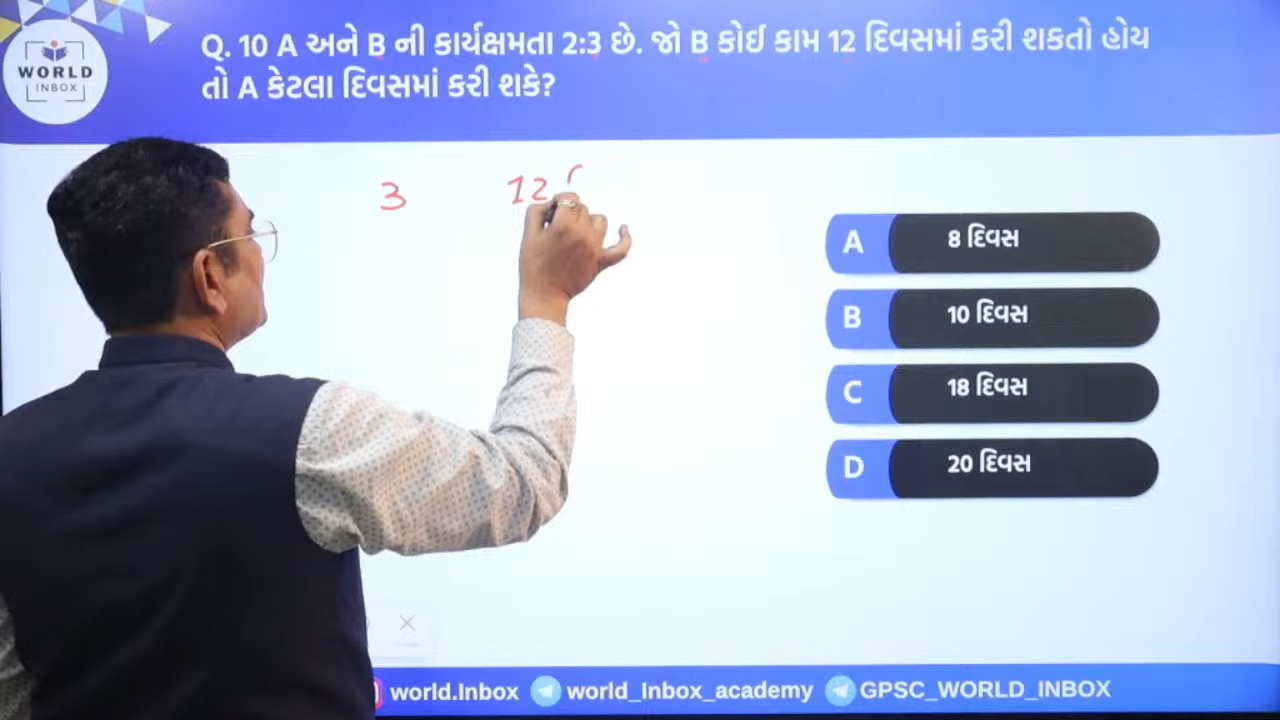 Q. 10 A અને B ની કાર્યક્ષમતા 2:3 છે. જો B કોઈ કામ 12 દિવસમાં કરી શકતો હોય
તો A કેટલા દિવસમાં કરી શકે?
WORLD
INBOX
3 12
A 8 દિવસ
B 10 દિવસ
C 18 દિવસ
D 20 દિવસ
world.Inbox world_Inbox_academy GPSC_WORLD_INBOX